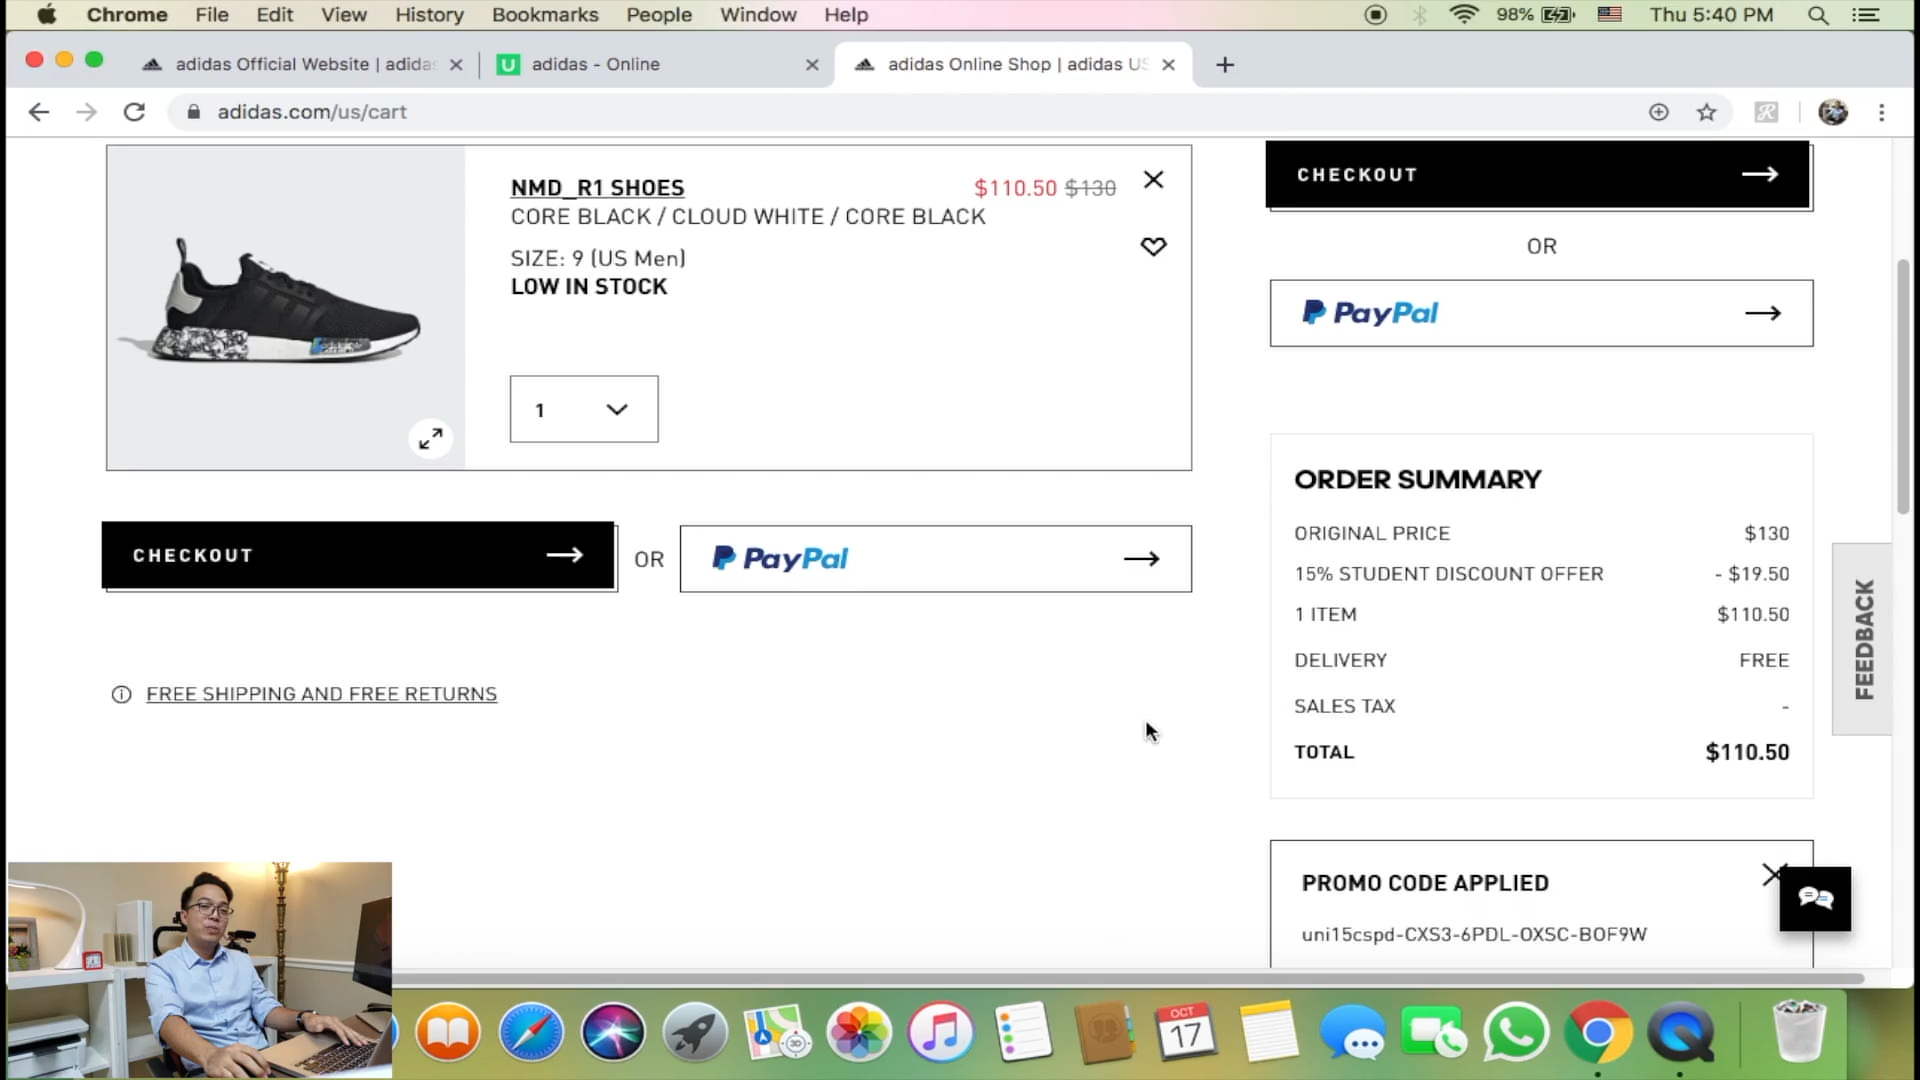 Chrome File Edit View History Bookmarks People Window Help 98% Thu 5:40 PM
adidas Official Website | adidas
U adidas - Online
adidas Online Shop | adidas US
adidas.com/us/cart
NMD_R1 SHOES $110.50 $130
CORE BLACK / CLOUD WHITE / CORE BLACK
SIZE: 9 (US Men)
LOW IN STOCK
1
CHECKOUT
OR
PayPal
FREE SHIPPING AND FREE RETURNS
CHECKOUT
OR
PayPal
ORDER SUMMARY
ORIGINAL PRICE $130
15% STUDENT DISCOUNT OFFER - $19.50
1 ITEM $110.50
DELIVERY FREE
SALES TAX -
TOTAL $110.50
PROMO CODE APPLIED
uni15cspd-CXS3-6PDL-OXSC-BOF9W
FEEDBACK
3D
OCT
17